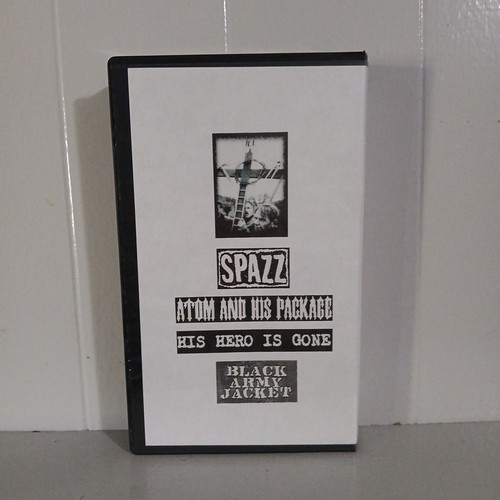 SPAZZ
ATOM AND HIS PACKAGE
HIS HERO IS GONE
BLACK
ARMY
JACKET